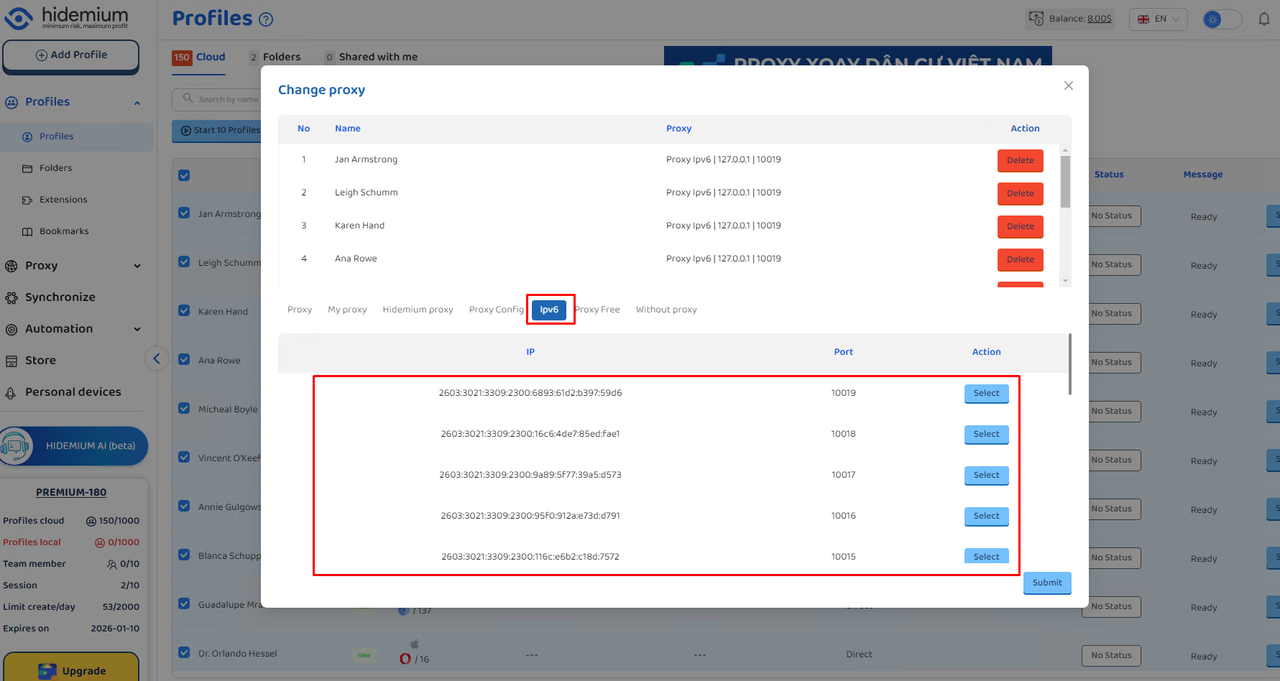 hidemium
minimum risk, maximum profit
Profiles ?
Balance: 8.00$
EN
Add Profile
150 Cloud 2 Folders 0 Shared with me
PROXY XOAY DÂN CƯ VIỆT NAM
Profiles
Profiles
Folders
Extensions
Bookmarks
Proxy
Synchronize
Automation
Store
Personal devices
HIDEMIUM AI (beta)
PREMIUM-180
Profiles cloud 150/1000
Profiles local 0/1000
Team member 0/10
Session 2/10
Limit create/day 53/2000
Expires on 2026-01-10
Upgrade
Search by name
Start 10 Profiles
Status Message
Jan Armstrong No Status Ready
Leigh Schumm No Status Ready
Karen Hand No Status Ready
Ana Rowe No Status Ready
Micheal Boyle No Status Ready
Vincent O'Keef No Status Ready
Annie Gulgows No Status Ready
Blanca Schupp No Status Ready
Guadalupe Mra / 137 Direct No Status Ready
Dr. Orlando Hessel new / 16 --- --- Direct No Status Ready
Change proxy
No Name Proxy Action
1 Jan Armstrong Proxy Ipv6 | 127.0.0.1 | 10019 Delete
2 Leigh Schumm Proxy Ipv6 | 127.0.0.1 | 10019 Delete
3 Karen Hand Proxy Ipv6 | 127.0.0.1 | 10019 Delete
4 Ana Rowe Proxy Ipv6 | 127.0.0.1 | 10019 Delete
Proxy My proxy Hidemium proxy Proxy Config Ipv6 Proxy Free Without proxy
IP Port Action
2603:3021:3309:2300:6893:61d2:b397:59d6 10019 Select
2603:3021:3309:2300:16c6:4de7:85ed:fae1 10018 Select
2603:3021:3309:2300:9a89:5f77:39a5:d573 10017 Select
2603:3021:3309:2300:95f0:912a:e73d:d791 10016 Select
2603:3021:3309:2300:116c:e6b2:c18d:7572 10015 Select
Submit